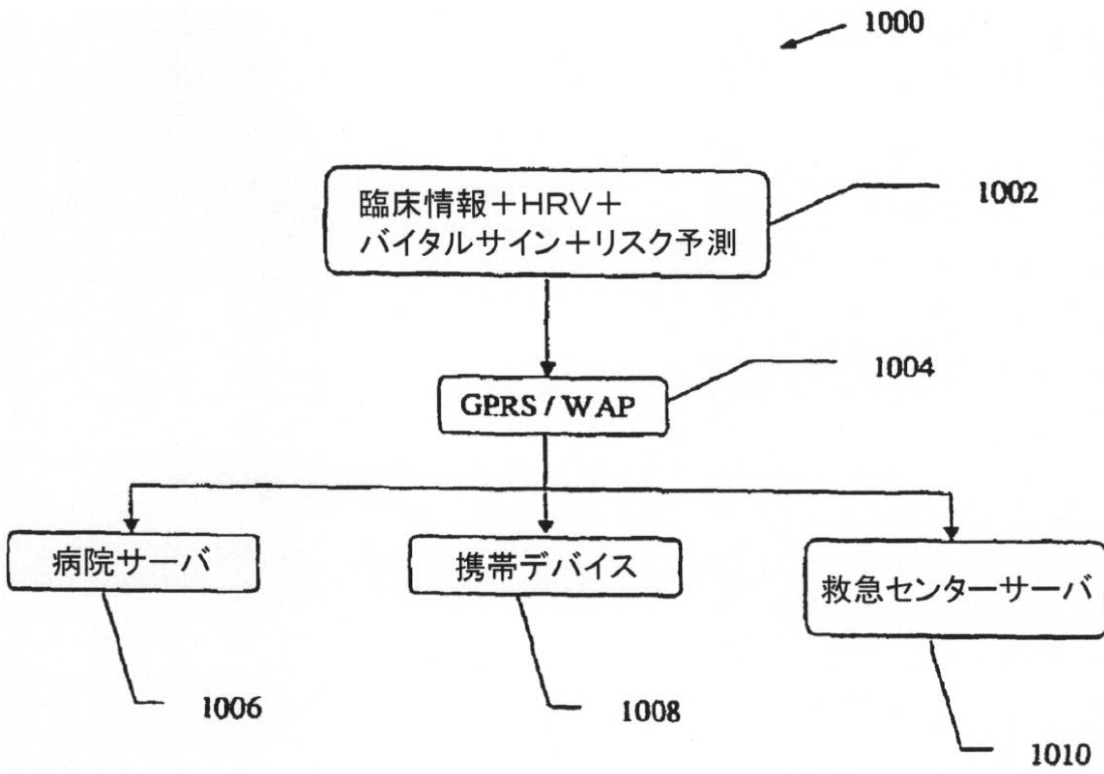 1000
臨床情報+HRV+
バイタルサイン+リスク予測
1002
1004
GPRS / WAP
病院サーバ
携帯デバイス
救急センターサーバ
1006
1008
1010